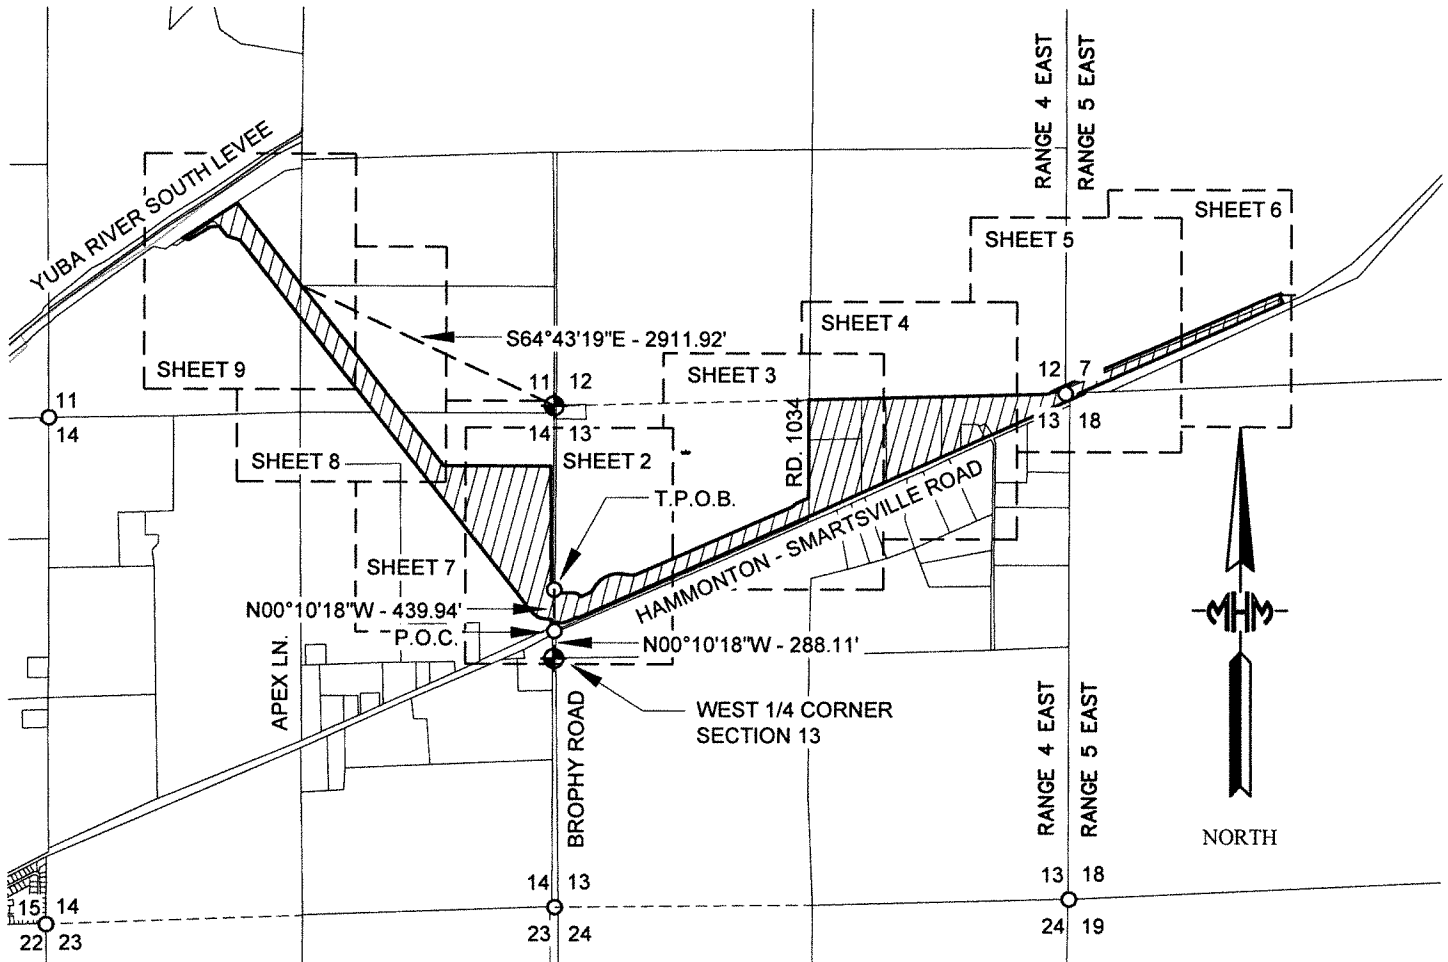 RANGE 4 EAST
RANGE 5 EAST
YUBA RIVER SOUTH LEVEE
SHEET 6
SHEET 5
SHEET 4
S64°43'19"E - 2911.92'
SHEET 9
SHEET 3
11 12
14 13
12 7
13 18
11
14
RD. 1034
SHEET 8
SHEET 2
T.P.O.B.
HAMMONTON - SMARTSVILLE ROAD
SHEET 7
N00°10'18"W - 439.94'
P.O.C.
N00°10'18"W - 288.11'
MHM
APEX LN.
BROPHY ROAD
WEST 1/4 CORNER
SECTION 13
RANGE 4 EAST
RANGE 5 EAST
NORTH
14 13
23 24
13 18
24 19
15 14
22 23